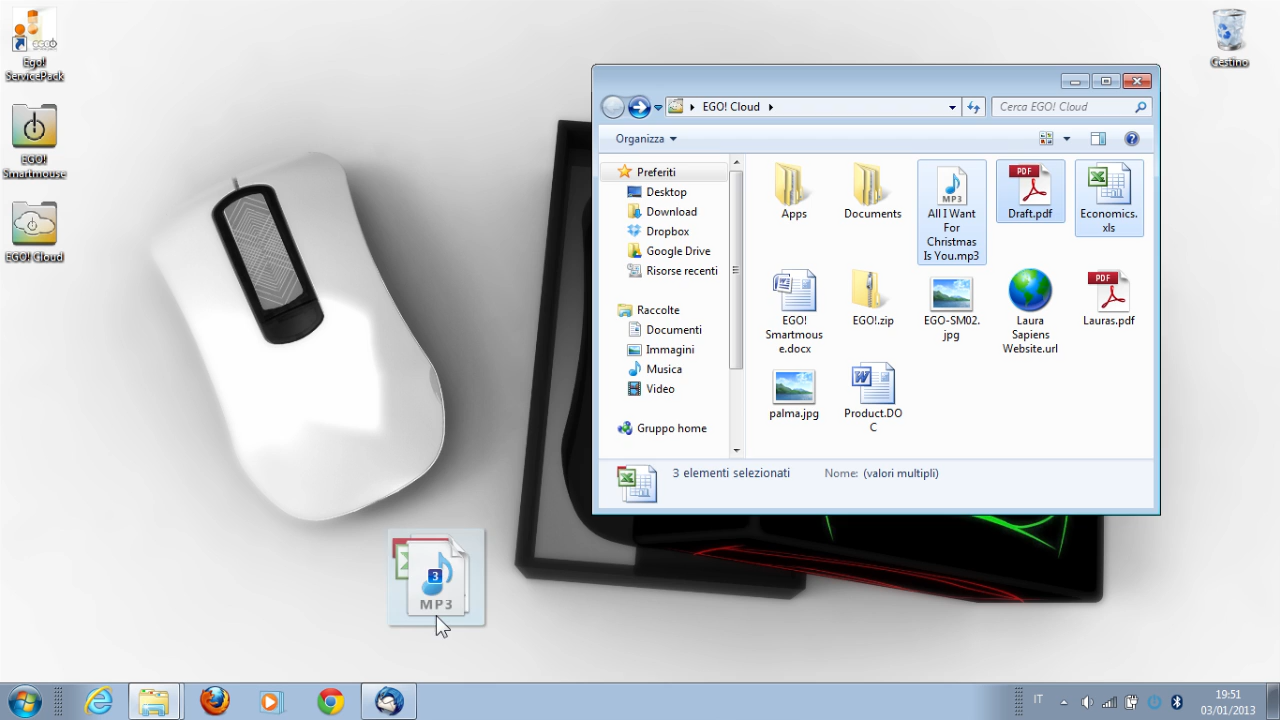 Ego!
ServicePack
EGO!
Smartmouse
EGO! Cloud
Cestino
EGO! Cloud
Cerca EGO! Cloud
Organizza
Preferiti
Desktop
Download
Dropbox
Google Drive
Risorse recenti
Raccolte
Documenti
Immagini
Musica
Video
Gruppo home
Apps
Documents
MP3
All I Want
For
Christmas
Is You.mp3
PDF
Draft.pdf
Economics.
xls
EGO!
Smartmous
e.docx
EGO!.zip
EGO-SM02.
jpg
Laura
Sapiens
Website.url
PDF
Lauras.pdf
palma.jpg
Product.DO
C
3 elementi selezionati
Nome: (valori multipli)
3
MP3
IT
19:51
03/01/2013